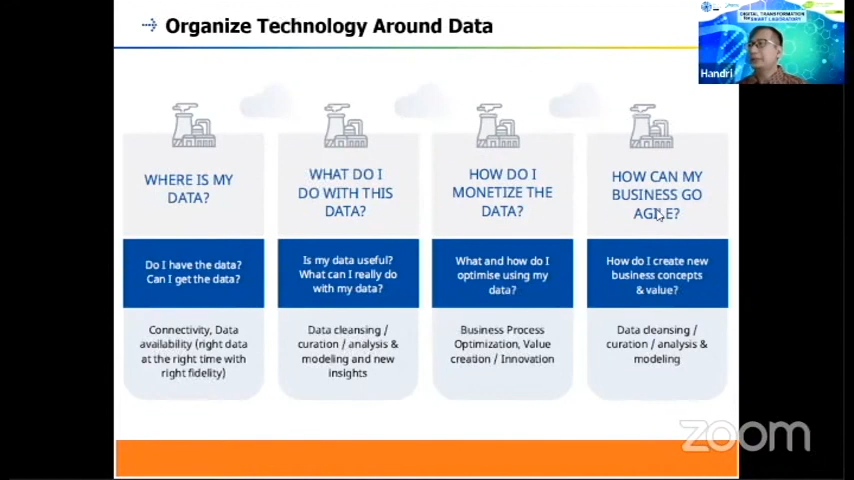 Organize Technology Around Data
DIGITAL TRANSFORMATION
SMART LABORATORY
Handri
WHERE IS MY
DATA?
Do I have the data?
Can I get the data?
Connectivity, Data
availability (right data
at the right time with
right fidelity)
WHAT DO I
DO WITH THIS
DATA?
Is my data useful?
What can I really do
with my data?
Data cleansing /
curation / analysis &
modeling and new
insights
HOW DO I
MONETIZE THE
DATA?
What and how do I
optimise using my
data?
Business Process
Optimization, Value
creation / Innovation
HOW CAN MY
BUSINESS GO
AGILE?
How do I create new
business concepts
& value?
Data cleansing /
curation / analysis &
modeling
zoom